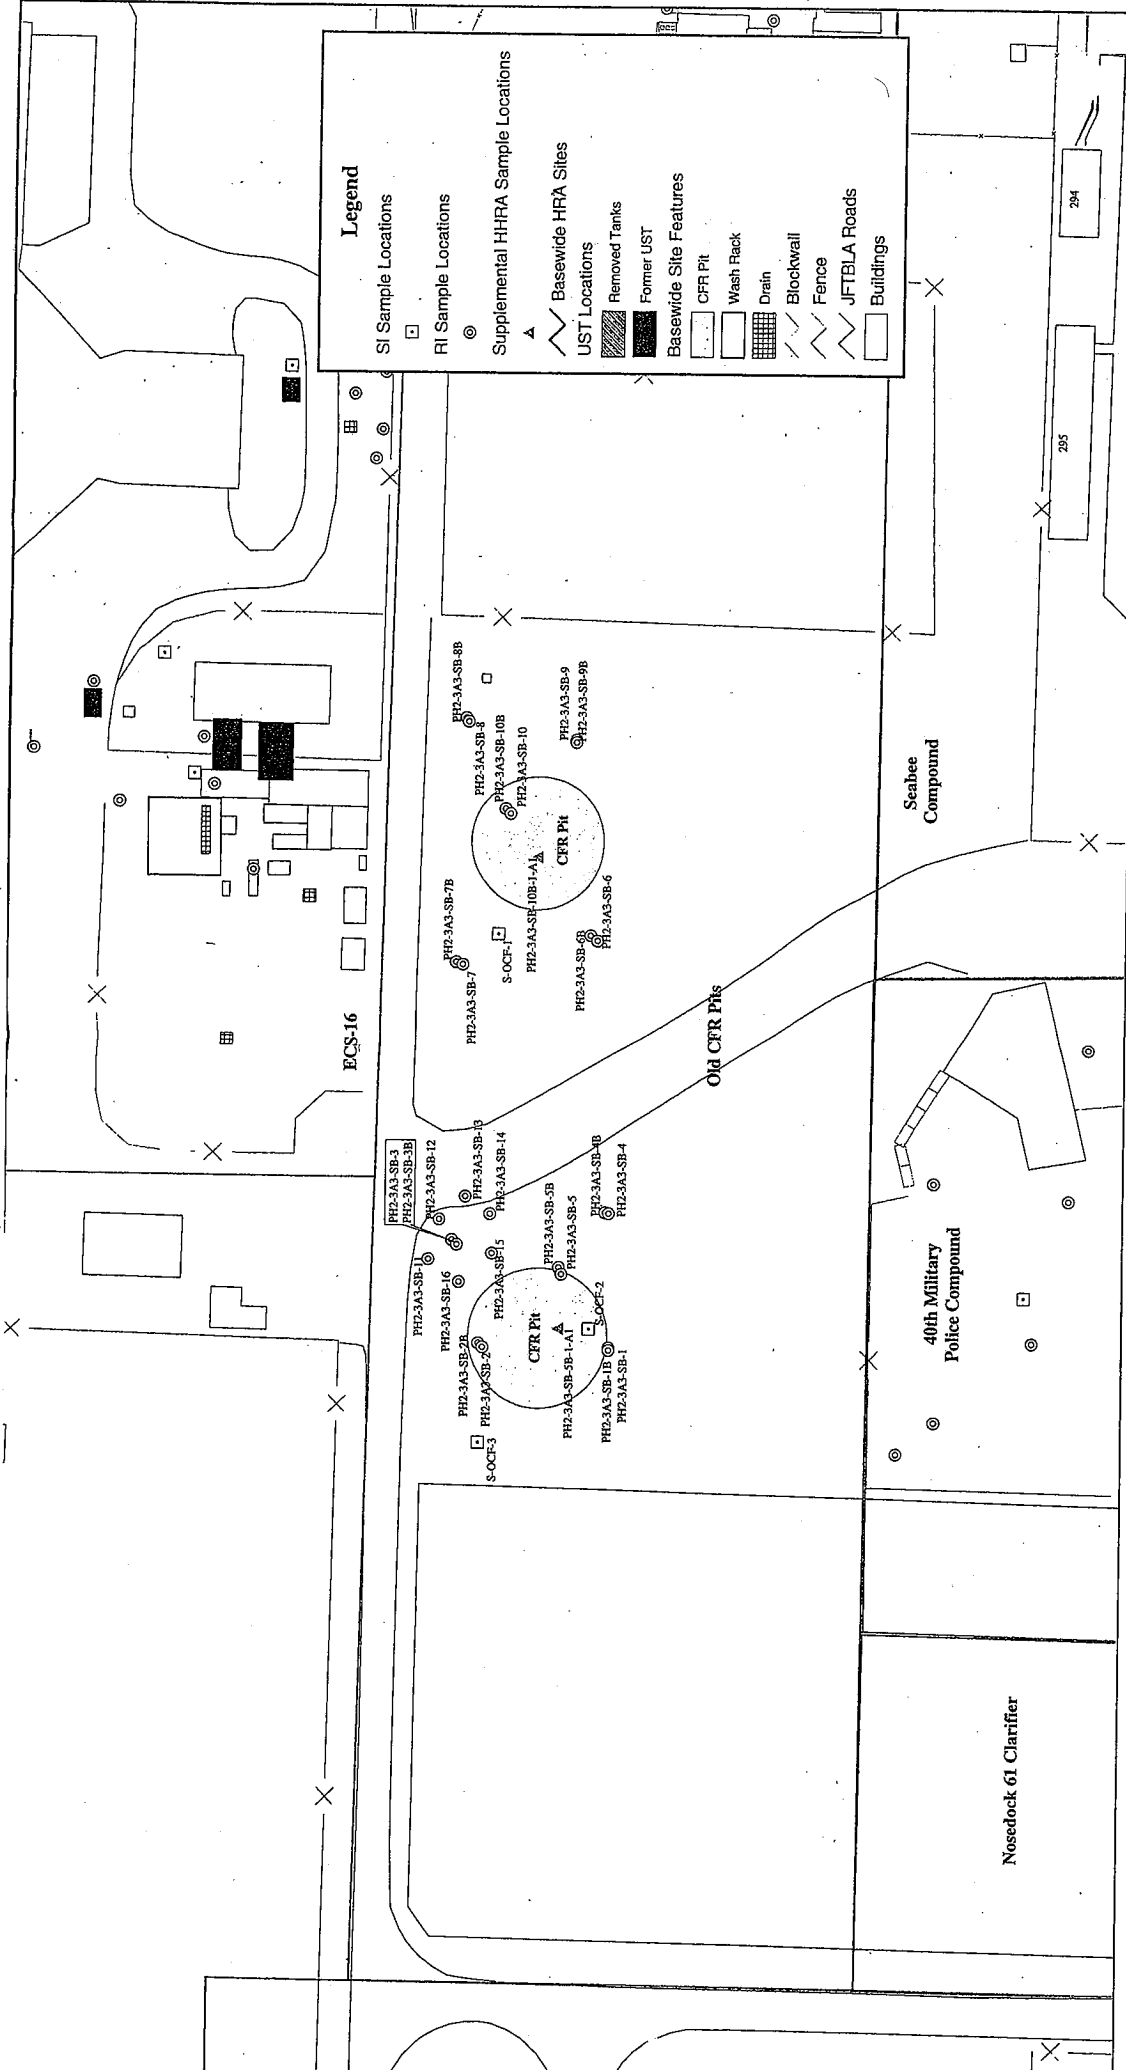 Legend
SI Sample Locations
RI Sample Locations
Supplemental HHRA Sample Locations
Basewide HRA Sites
UST Locations
Removed Tanks
Former UST
Basewide Site Features
CFR Pit
Wash Rack
Drain
Blockwall
Fence
JFTBLA Roads
Buildings
294
295
ECS-16
PH2-3A3-SB-8B
PH2-3A3-SB-8
PH2-3A3-SB-10B
PH2-3A3-SB-10
PH2-3A3-SB-9
PH2-3A3-SB-9B
CFR Pit
PH2-3A3-SB-10B-1-A1
PH2-3A3-SB-7B
PH2-3A3-SB-7
S-OCF-1
PH2-3A3-SB-6B
PH2-3A3-SB-6
Old CFR Pits
Seabee
Compound
PH2-3A3-SB-3
PH2-3A3-SB-3B
PH2-3A3-SB-12
PH2-3A3-SB-13
PH2-3A3-SB-14
PH2-3A3-SB-11
PH2-3A3-SB-16
PH2-3A3-SB-15
PH2-3A3-SB-5B
PH2-3A3-SB-5
PH2-3A3-SB-4B
PH2-3A3-SB-4
PH2-3A3-SB-2B
PH2-3A3-SB-2
CFR Pit
S-OCF-2
PH2-3A3-SB-5B-1-A1
PH2-3A3-SB-1B
PH2-3A3-SB-1
S-OCF-3
40th Military
Police Compound
Nosedock 61 Clarifier